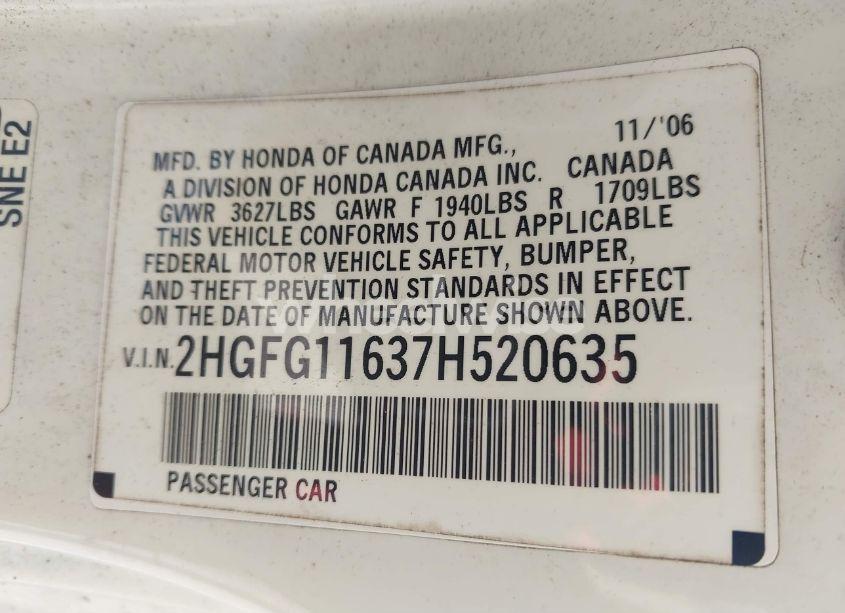 SNE E2
11/'06
MFD. BY HONDA OF CANADA MFG.,
A DIVISION OF HONDA CANADA INC. CANADA
GVWR 3627LBS GAWR F 1940LBS R 1709LBS
THIS VEHICLE CONFORMS TO ALL APPLICABLE
FEDERAL MOTOR VEHICLE SAFETY, BUMPER,
AND THEFT PREVENTION STANDARDS IN EFFECT
ON THE DATE OF MANUFACTURE SHOWN ABOVE.
V.I.N. 2HGFG11637H520635
PASSENGER CAR